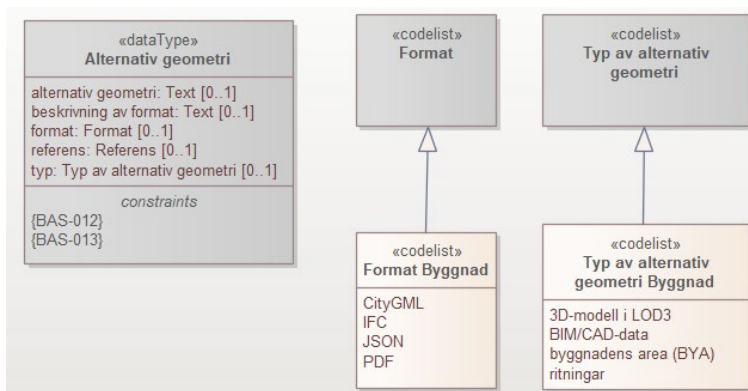 «dataType»
Alternativ geometri
alternativ geometri: Text [0..1]
beskrivning av format: Text [0..1]
format: Format [0..1]
referens: Referens [0..1]
typ: Typ av alternativ geometri [0..1]
constraints
{BAS-012}
{BAS-013}
«codelist»
Format
«codelist»
Typ av alternativ
geometri
«codelist»
Format Byggnad
CityGML
IFC
JSON
PDF
«codelist»
Typ av alternativ
geometri Byggnad
3D-modell i LOD3
BIM/CAD-data
byggnadens area (BYA)
ritningar